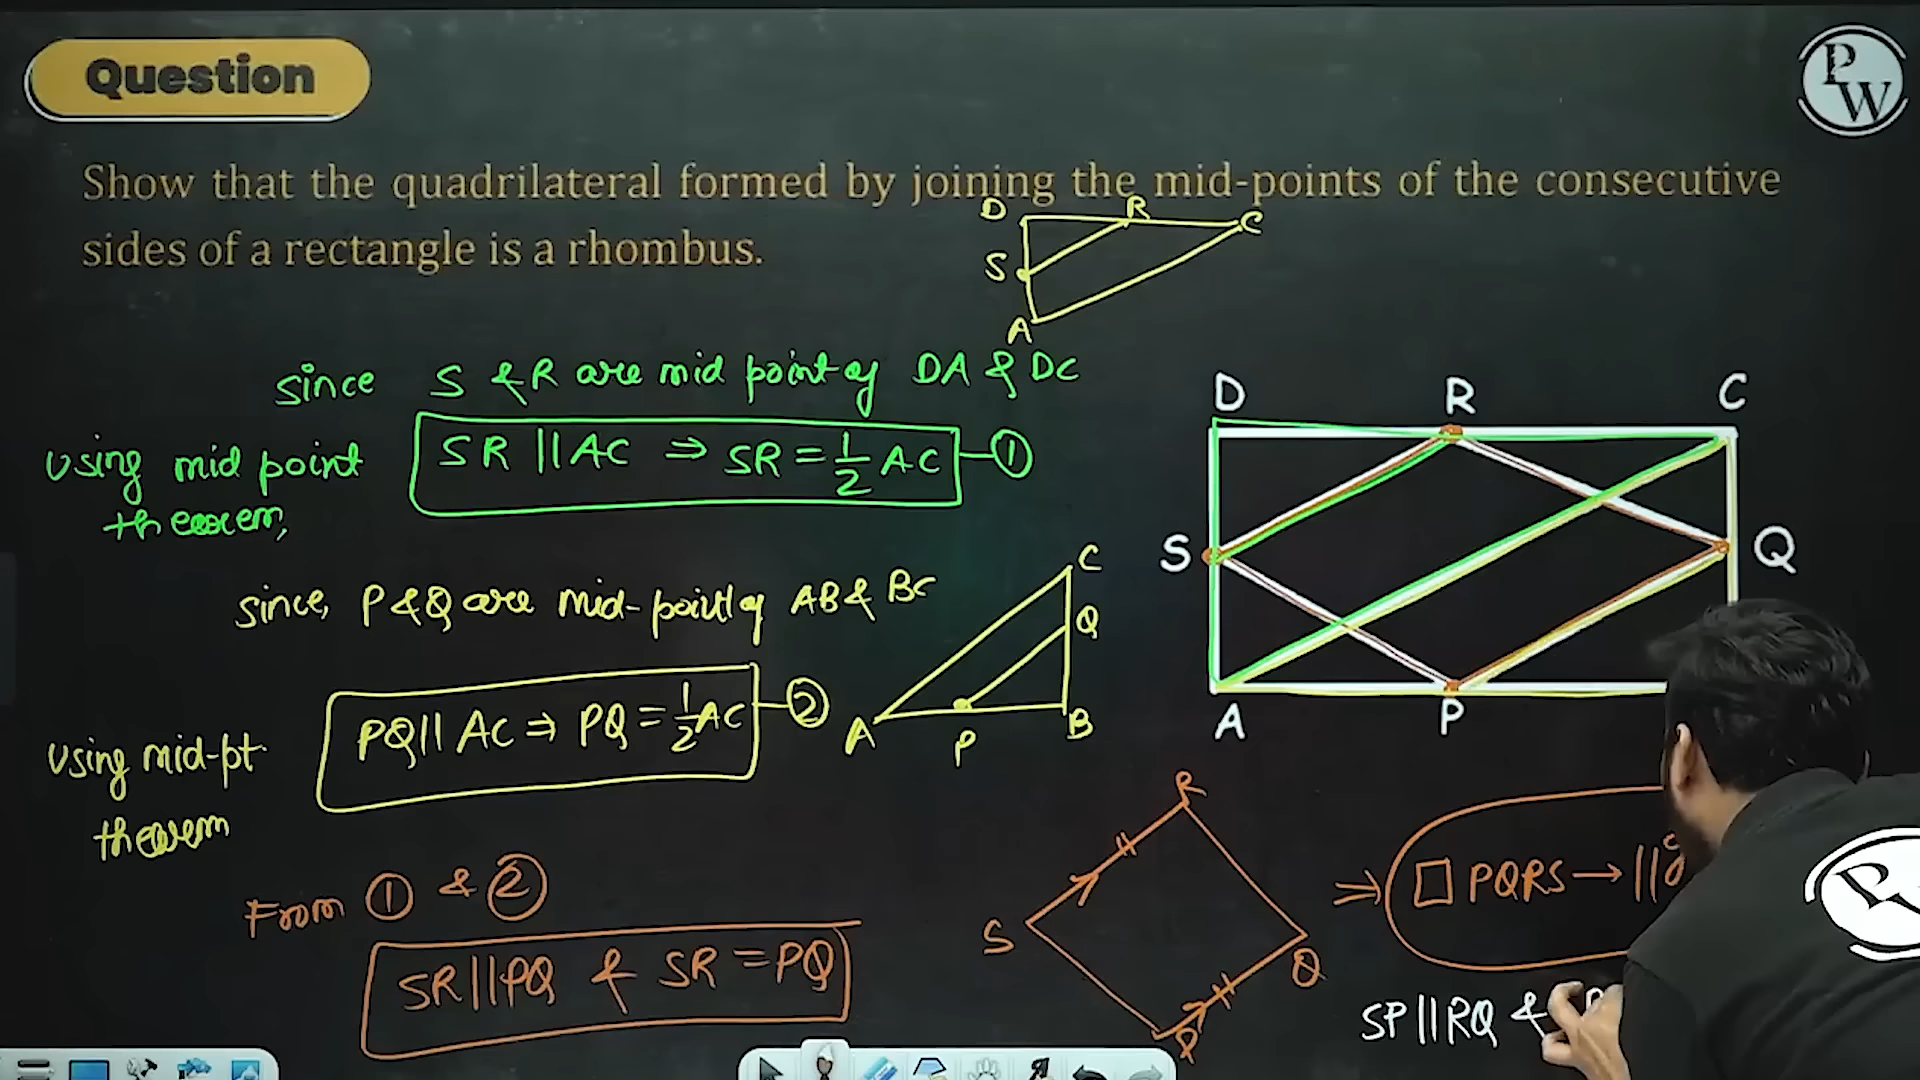 Question
PW
Show that the quadrilateral formed by joining the mid-points of the consecutive
sides of a rectangle is a rhombus.
D R C
S
A
since S & R are mid point of DA & DC
using mid point theorem,
SR || AC ⇒ SR = 1/2 AC —①
D R C
S Q
A P
since, P & Q are mid-point of AB & BC
C
Q
A P B
using mid-pt. theorem
PQ || AC ⇒ PQ = 1/2 AC —②
From ① & ②
SR || PQ & SR = PQ
R
S Q
P
⇒ □ PQRS → ||g
SP || RQ &